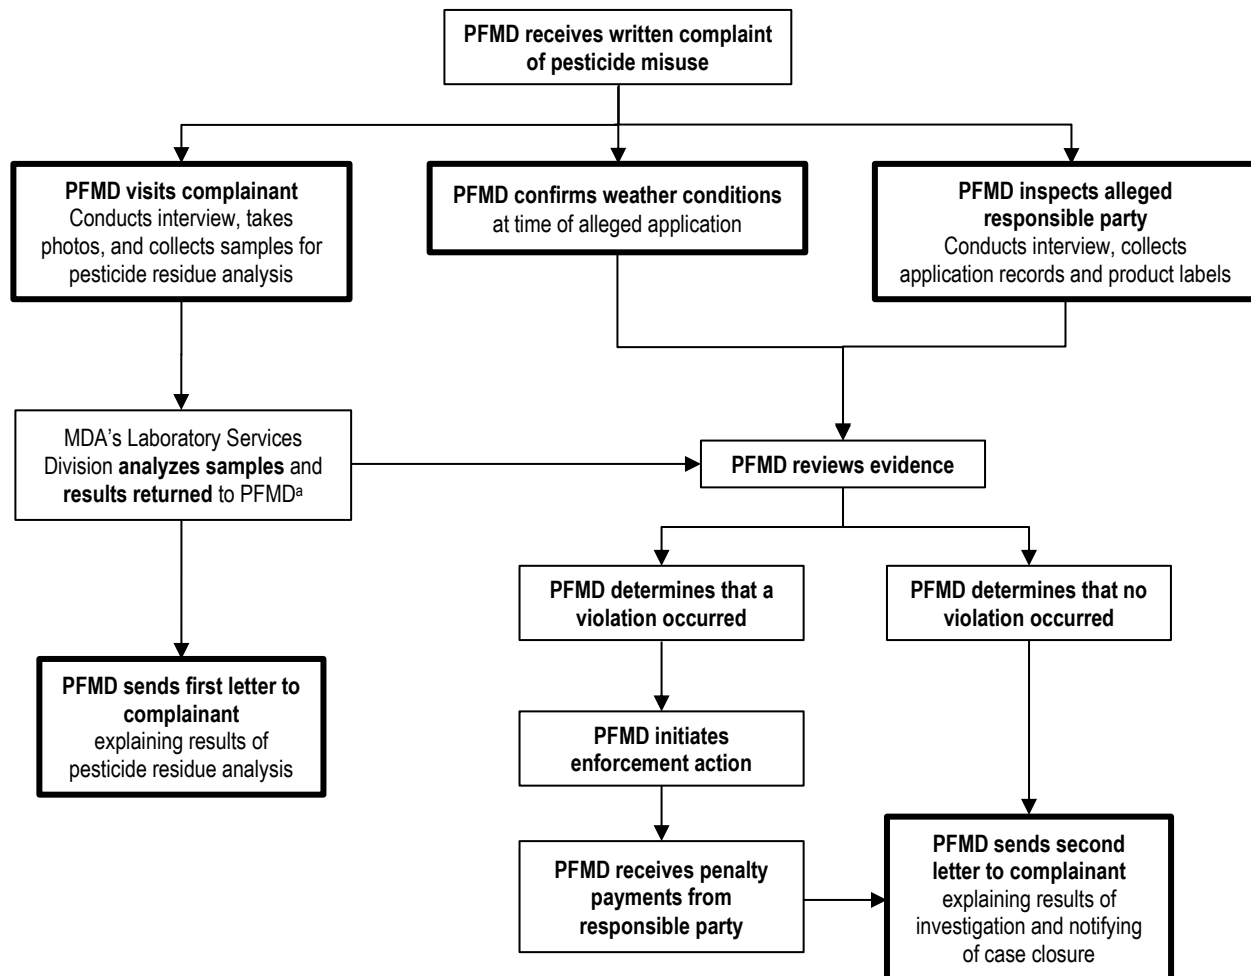 PFMD receives written complaint
of pesticide misuse
PFMD visits complainant
Conducts interview, takes
photos, and collects samples for
pesticide residue analysis
PFMD confirms weather conditions
at time of alleged application
PFMD inspects alleged
responsible party
Conducts interview, collects
application records and product labels
MDA’s Laboratory Services
Division analyzes samples and
results returned to PFMDᵃ
PFMD reviews evidence
PFMD determines that a
violation occurred
PFMD determines that no
violation occurred
PFMD sends first letter to
complainant
explaining results of
pesticide residue analysis
PFMD initiates
enforcement action
PFMD receives penalty
payments from
responsible party
PFMD sends second
letter to complainant
explaining results of
investigation and notifying
of case closure